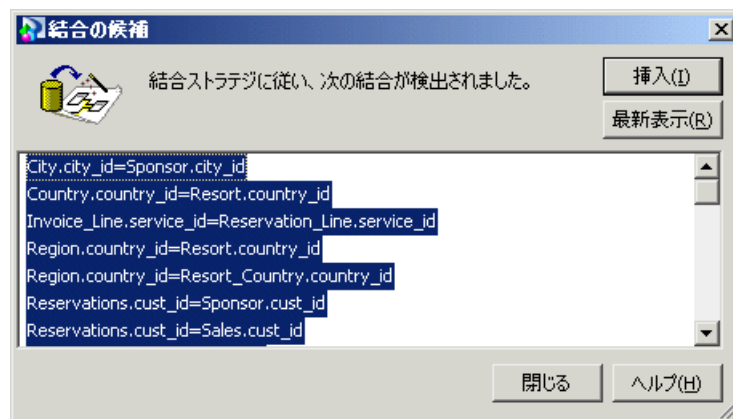 結合の候補
結合ストラテジに従い、次の結合が検出されました。
挿入(I)
最新表示(R)
City.city_id=Sponsor.city_id
Country.country_id=Resort.country_id
Invoice_Line.service_id=Reservation_Line.service_id
Region.country_id=Resort.country_id
Region.country_id=Resort_Country.country_id
Reservations.cust_id=Sponsor.cust_id
Reservations.cust_id=Sales.cust_id
閉じる
ヘルプ(H)